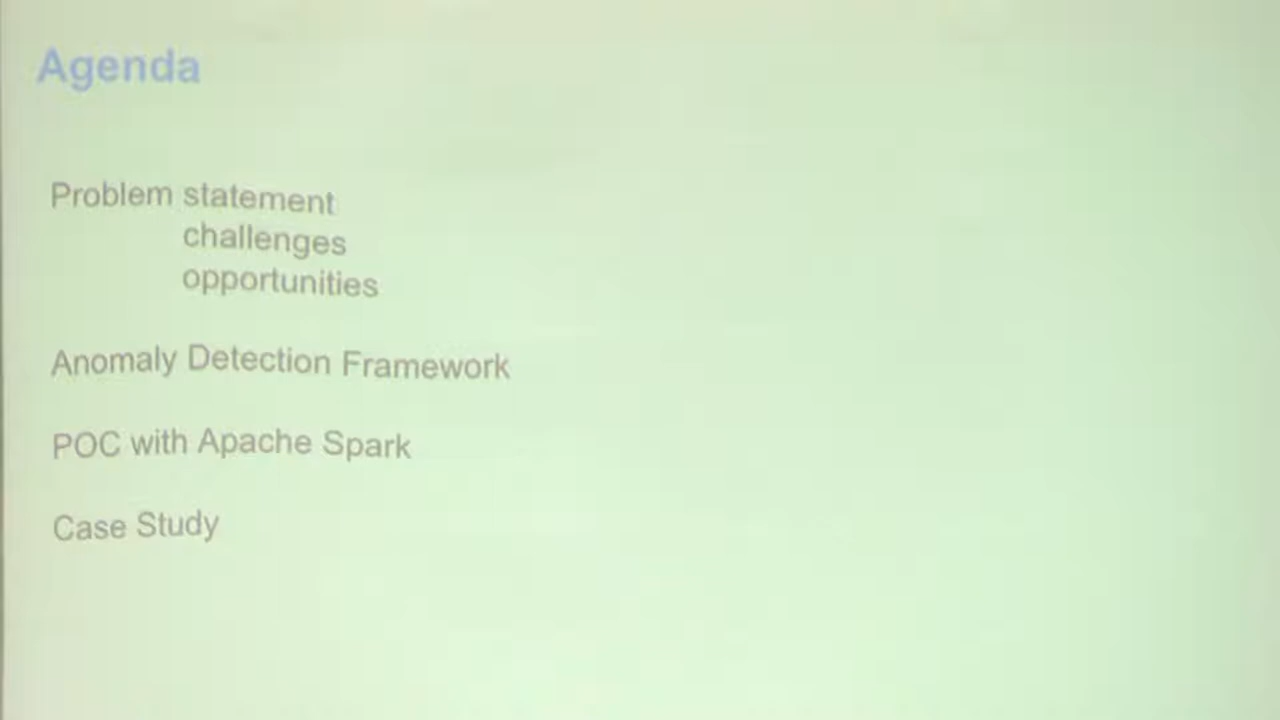 Agenda
Problem statement
challenges
opportunities
Anomaly Detection Framework
POC with Apache Spark
Case Study